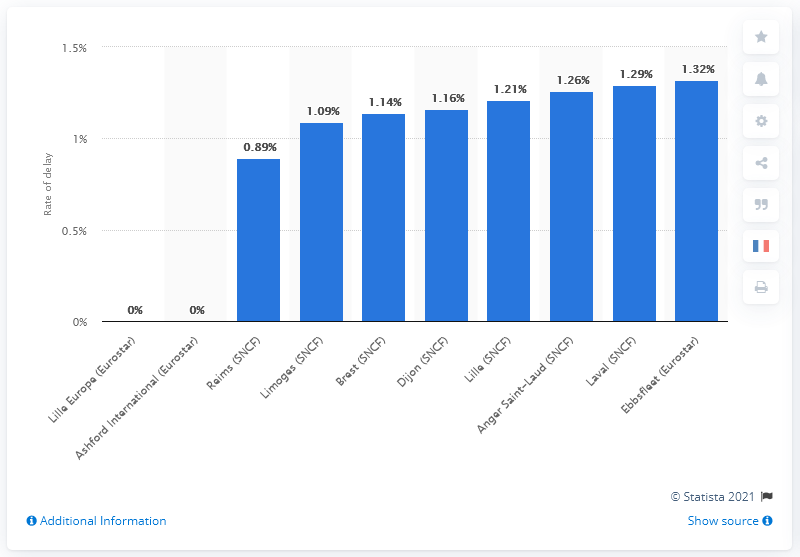 1.5%
1%
0.5%
0%
Rate of delay
0%
0%
0.89%
1.09%
1.14%
1.16%
1.21%
1.26%
1.29%
1.32%
Lille Europe (Eurostar)
Ashford International (Eurostar)
Reims (SNCF)
Limoges (SNCF)
Brest (SNCF)
Dijon (SNCF)
Lille (SNCF)
Anger Saint-Laud (SNCF)
Laval (SNCF)
Ebbsfleet (Eurostar)
© Statista 2021
Additional Information
Show source